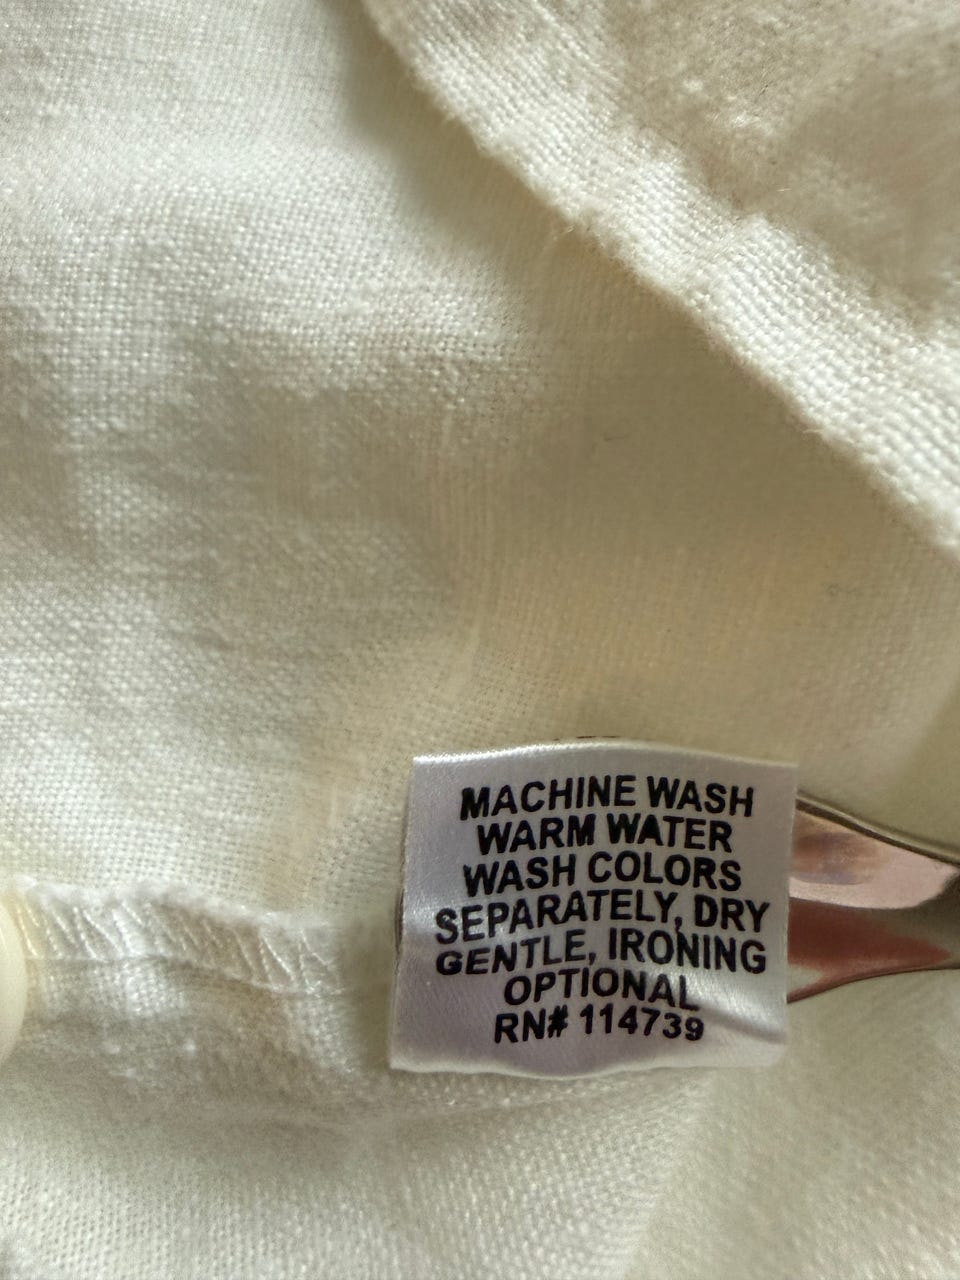 MACHINE WASH
WARM WATER
WASH COLORS
SEPARATELY, DRY
GENTLE, IRONING
OPTIONAL
RN# 114739